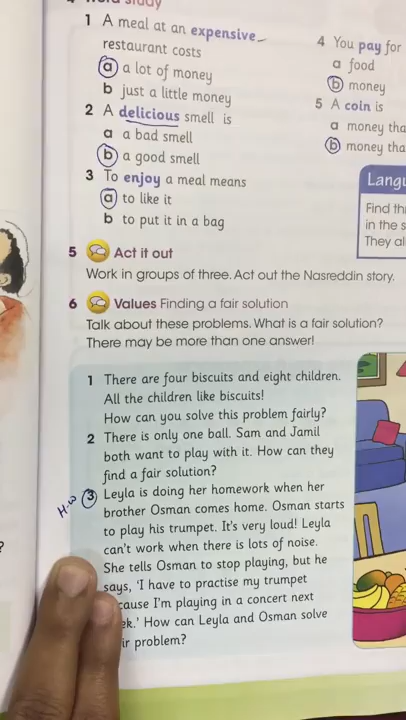 Word study
1 A meal at an expensive
restaurant costs
a a lot of money
b just a little money
2 A delicious smell is
a a bad smell
b a good smell
3 To enjoy a meal means
a to like it
b to put it in a bag
4 You pay for
a food
b money
5 A coin is
a money tha
b money tha
Langu
Find th
in the s
They al
5 Act it out
Work in groups of three. Act out the Nasreddin story.
6 Values Finding a fair solution
Talk about these problems. What is a fair solution?
There may be more than one answer!
1 There are four biscuits and eight children.
All the children like biscuits!
How can you solve this problem fairly?
2 There is only one ball. Sam and Jamil
both want to play with it. How can they
find a fair solution?
H.W 3 Leyla is doing her homework when her
brother Osman comes home. Osman starts
to play his trumpet. It's very loud! Leyla
can't work when there is lots of noise.
She tells Osman to stop playing, but he
says, 'I have to practise my trumpet
cause I'm playing in a concert next
ek.' How can Leyla and Osman solve
ir problem?
?